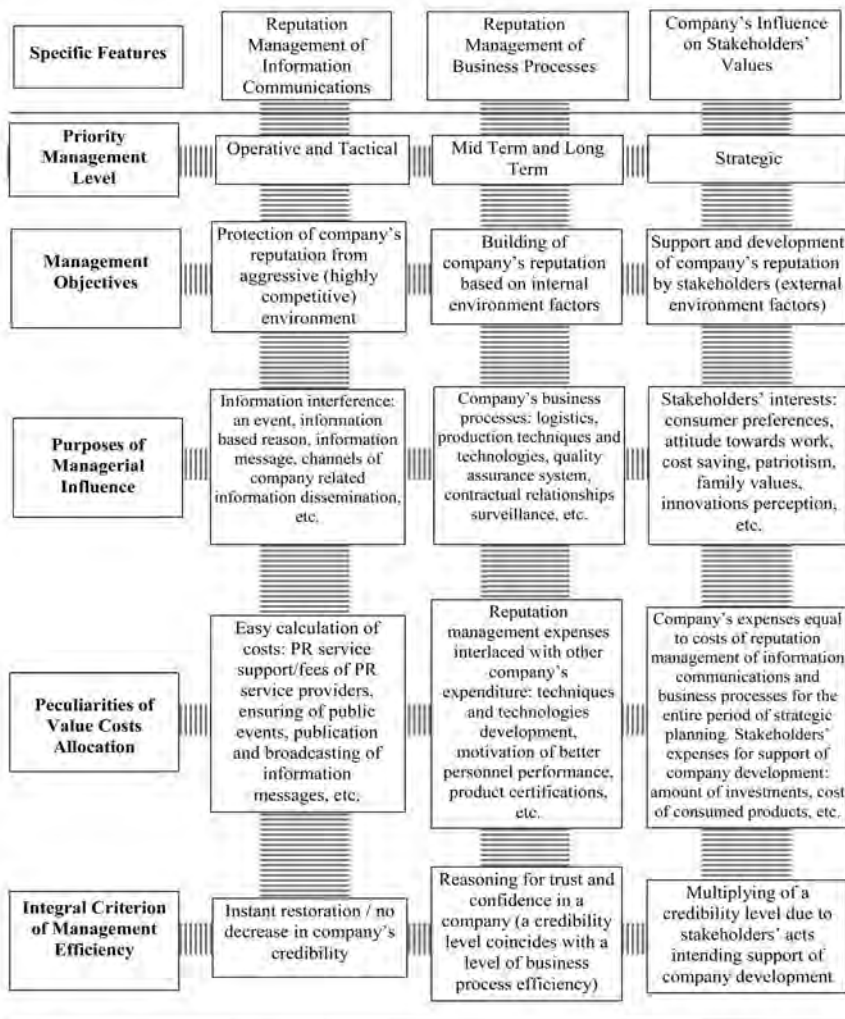 Specific Features
Reputation
Management of
Information
Communications
Reputation
Management of
Business Processes
Company's Influence
on Stakeholders'
Values
Priority
Management
Level
Operative and Tactical
Mid Term and Long
Term
Strategic
Management
Objectives
Protection of company's
reputation from
aggressive (highly
competitive)
environment
Building of
company's reputation
based on internal
environment factors
Support and development
of company's reputation
by stakeholders (external
environment factors)
Purposes of
Managerial
Influence
Information interference:
an event, information
based reason, information
message, channels of
company related
information dissemination,
etc.
Company's business
processes: logistics,
production techniques and
technologies, quality
assurance system,
contractual relationships
surveillance, etc.
Stakeholders' interests:
consumer preferences,
attitude towards work,
cost saving, patriotism,
family values,
innovations perception,
etc.
Peculiarities of
Value Costs
Allocation
Easy calculation of
costs: PR service
support/fees of PR
service providers,
ensuring of public
events, publication
and broadcasting of
information
messages, etc.
Reputation
management expenses
interlaced with other
company's
expenditure: techniques
and technologies
development,
motivation of better
personnel performance,
product certifications,
etc.
Company's expenses equal
to costs of reputation
management of information
communications and
business processes for the
entire period of strategic
planning. Stakeholders'
expenses for support of
company development:
amount of investments, cost
of consumed products, etc.
Integral Criterion
of Management
Efficiency
Instant restoration / no
decrease in company's
credibility
Reasoning for trust and
confidence in a
company (a credibility
level coincides with a
level of business
process efficiency)
Multiplying of a
credibility level due to
stakeholders' acts
intending support of
company development